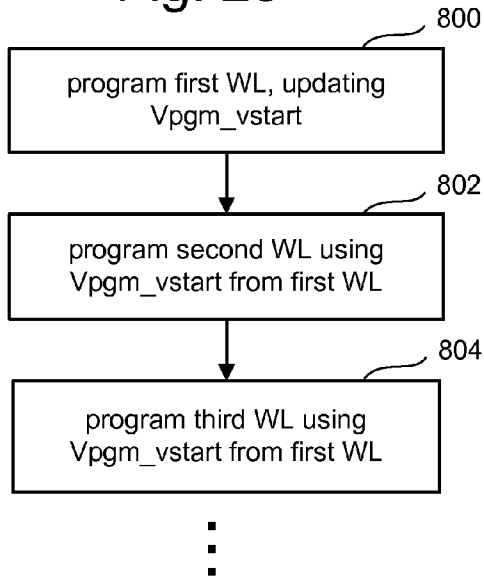 800
program first WL, updating
Vpgm_vstart
802
program second WL using
Vpgm_vstart from first WL
804
program third WL using
Vpgm_vstart from first WL